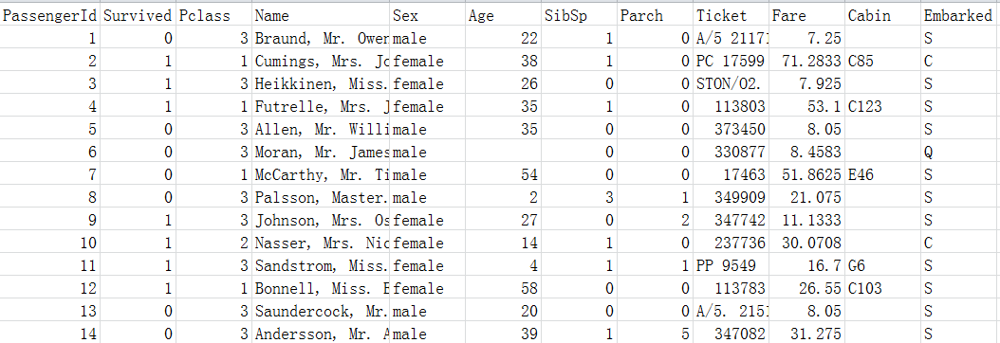 PassengerId Survived Pclass Name Sex Age SibSp Parch Ticket Fare Cabin Embarked
1 0 3 Braund, Mr. Ower male 22 1 0 A/5 2117 7.25 S
2 1 1 Cumings, Mrs. Jo female 38 1 0 PC 17599 71.2833 C85 C
3 1 3 Heikkinen, Miss. female 26 0 0 STON/O2. 7.925 S
4 1 1 Futrelle, Mrs. J female 35 1 0 113803 53.1 C123 S
5 0 3 Allen, Mr. Willi male 35 0 0 373450 8.05 S
6 0 3 Moran, Mr. James male 0 0 330877 8.4583 Q
7 0 1 McCarthy, Mr. Ti male 54 0 0 17463 51.8625 E46 S
8 0 3 Palsson, Master. male 2 3 1 349909 21.075 S
9 1 3 Johnson, Mrs. Os female 27 0 2 347742 11.1333 S
10 1 2 Nasser, Mrs. Nic female 14 1 0 237736 30.0708 C
11 1 3 Sandstrom, Miss. female 4 1 1 PP 9549 16.7 G6 S
12 1 1 Bonnell, Miss. E female 58 0 0 113783 26.55 C103 S
13 0 3 Saundercock, Mr. male 20 0 0 A/5. 215 8.05 S
14 0 3 Andersson, Mr. A male 39 1 5 347082 31.275 S